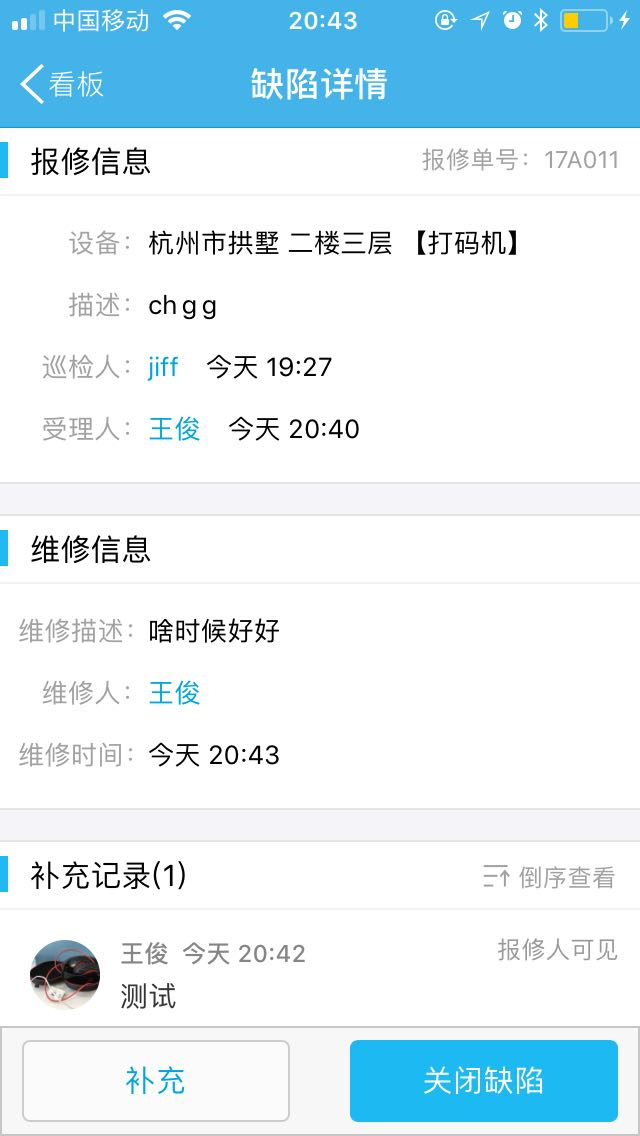 中国移动 20:43
看板 缺陷详情
报修信息 报修单号：17A011
设备：杭州市拱墅 二楼三层 【打码机】
描述：chgg
巡检人：jiff 今天 19:27
受理人：王俊 今天 20:40
维修信息
维修描述：啥时候好好
维修人：王俊
维修时间：今天 20:43
补充记录(1) 倒序查看
王俊 今天 20:42 报修人可见
测试
补充 关闭缺陷